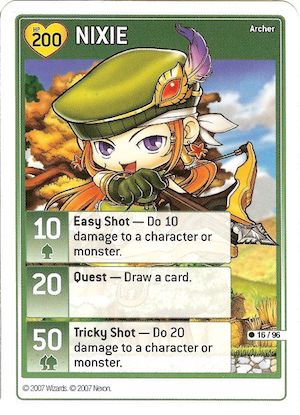 HP
200
NIXIE
Archer
10
Easy Shot — Do 10
damage to a character or
monster.
20
Quest — Draw a card.
50
Tricky Shot — Do 20
damage to a character or
monster.
16 / 96
© 2007 Wizards. © 2007 Nexon.